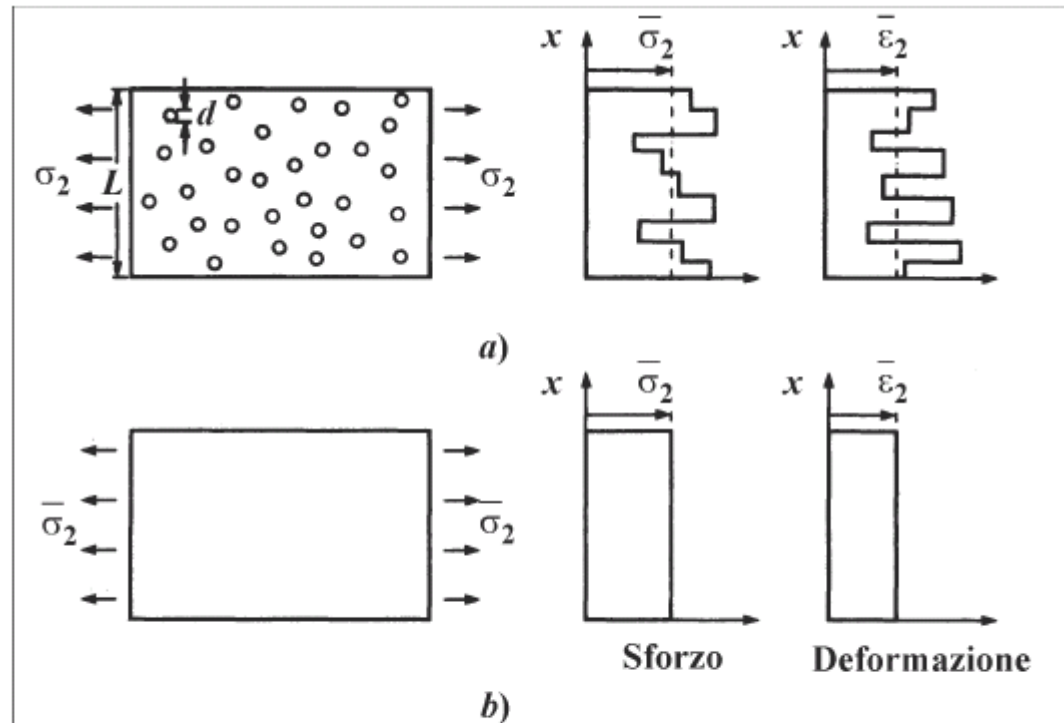 x σ̄₂ x ε̄₂
d
σ₂ L σ₂
a)
x σ̄₂ x ε̄₂
σ̄₂ σ̄₂
Sforzo Deformazione
b)